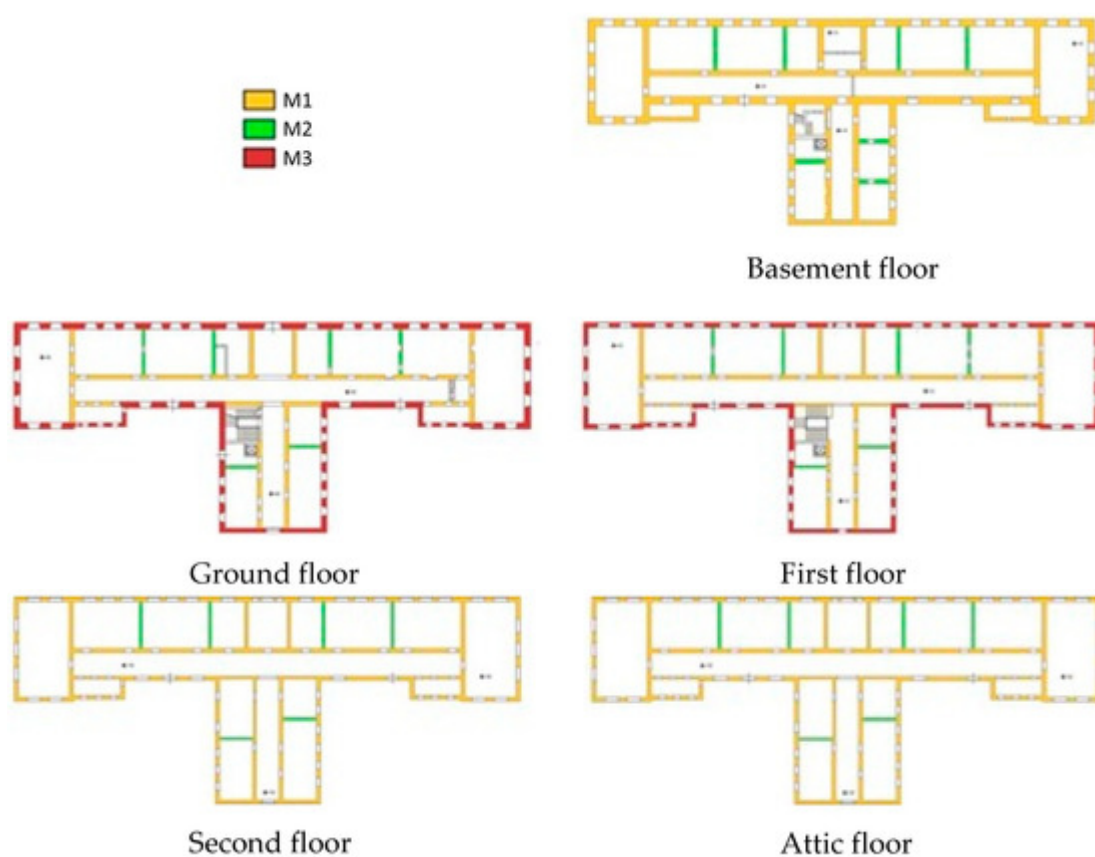 M1
M2
M3
Basement floor
Ground floor
First floor
Second floor
Attic floor